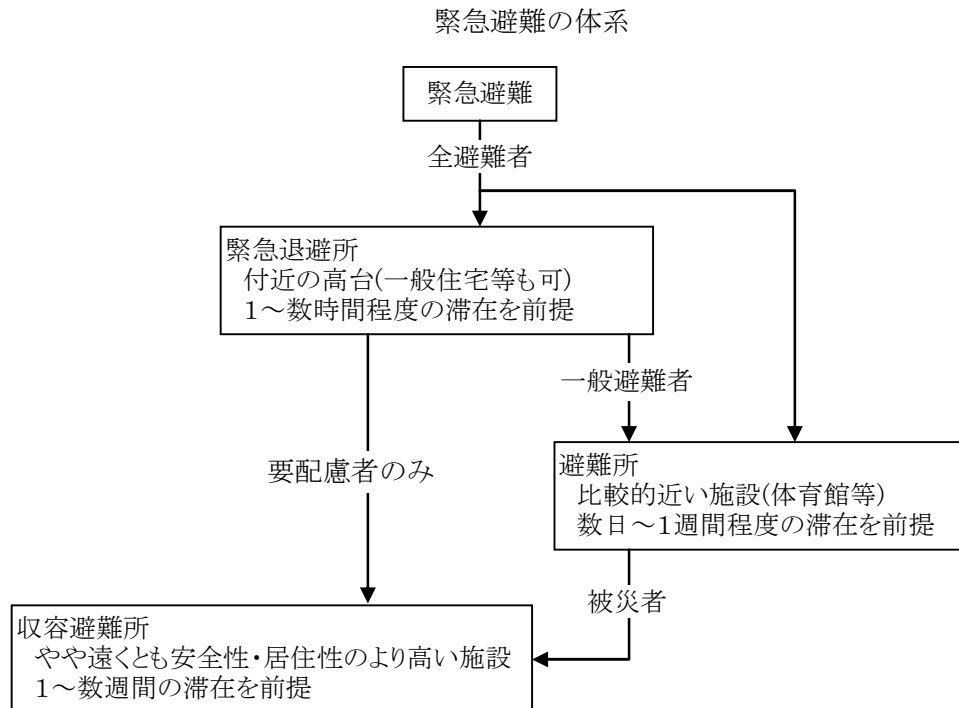 緊急避難の体系
緊急避難
全避難者
緊急退避所
付近の高台(一般住宅等も可)
1～数時間程度の滞在を前提
一般避難者
要配慮者のみ
避難所
比較的近い施設(体育館等)
数日～1週間程度の滞在を前提
被災者
収容避難所
やや遠くとも安全性・居住性のより高い施設
1～数週間の滞在を前提